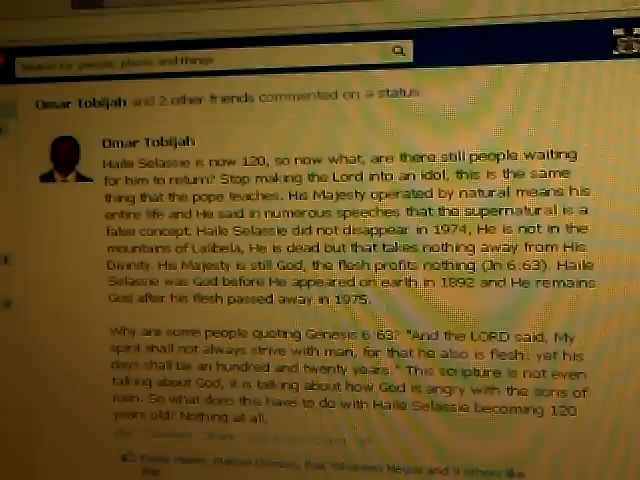 Search for people, places and things
Omar Tobijah and 2 other friends commented on a status
Omar Tobijah
Haile Selassie is now 120, so now what, are there still people waiting
for him to return? Stop making the Lord into an idol, this is the same
thing that the pope teaches. His Majesty operated by natural means his
entire life and He said in numerous speeches that the supernatural is a
false concept. Haile Selassie did not disappear in 1974, He is not in the
mountains of Lalibela, He is dead but that takes nothing away from His
Divinity. His Majesty is still God, the flesh profits nothing (Jn 6:63). Haile
Selassie was God before He appeared on earth in 1892 and He remains
God after his flesh passed away in 1975.
Why are some people quoting Genesis 6:63? "And the LORD said, My
spirit shall not always strive with man, for that he also is flesh: yet his
days shall be an hundred and twenty years." This scripture is not even
talking about God, it is talking about how God is angry with the sons of
men. So what does this have to do with Haile Selassie becoming 120
years old? Nothing at all.
and 9 others like
this